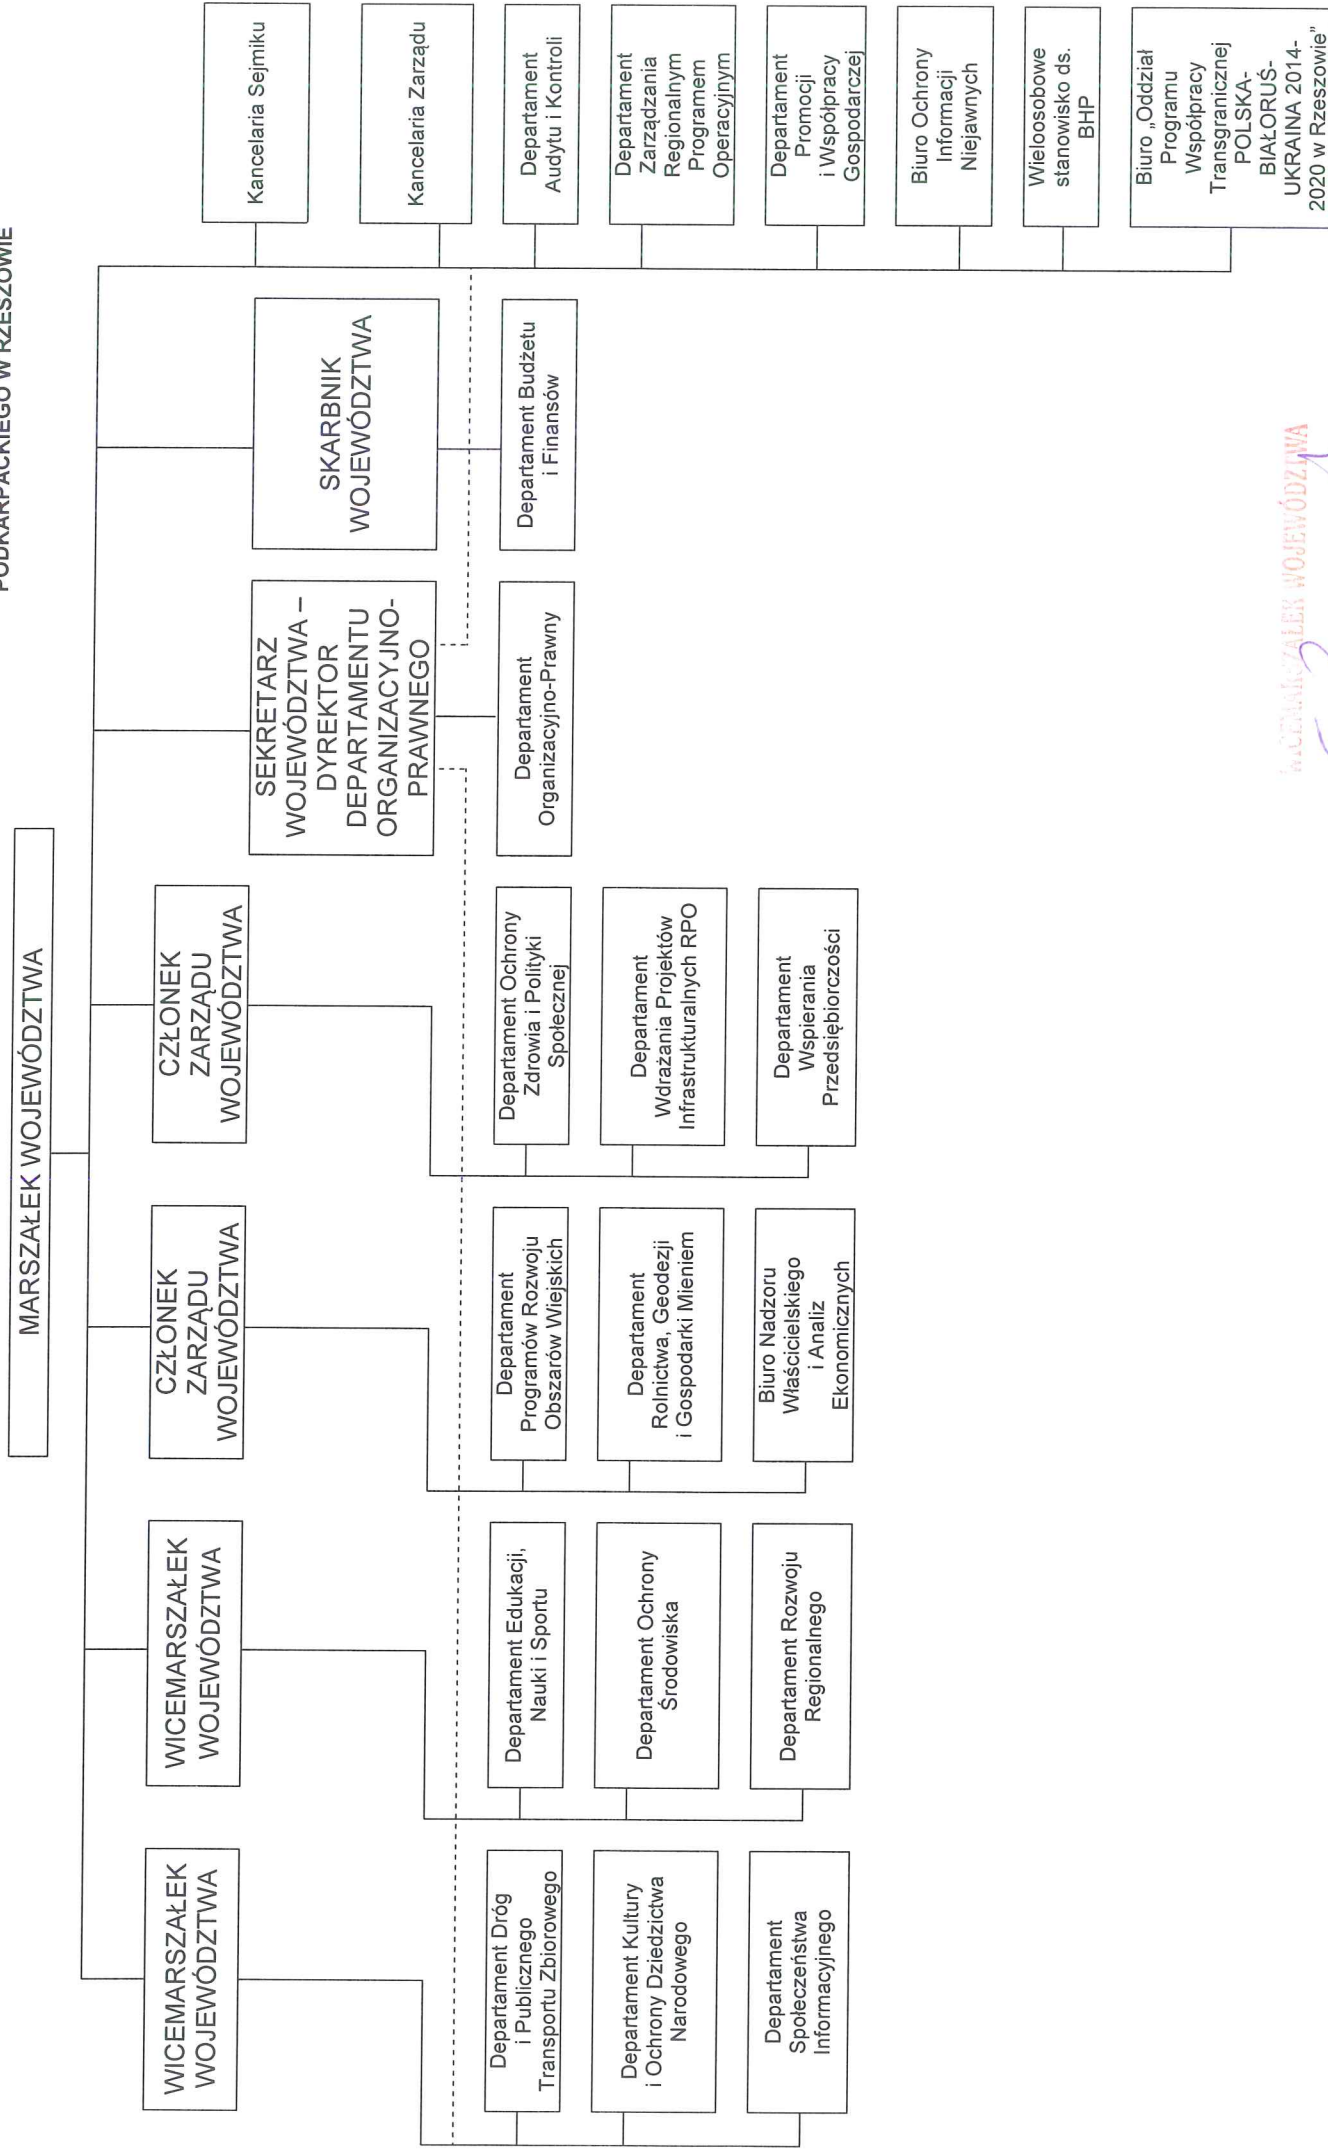 PODKARPACKIEGO W RZESZOWIE
MARSZAŁEK WOJEWÓDZTWA
WICEMARSZAŁEK
WOJEWÓDZTWA
WICEMARSZAŁEK
WOJEWÓDZTWA
CZŁONEK
ZARZĄDU
WOJEWÓDZTWA
CZŁONEK
ZARZĄDU
WOJEWÓDZTWA
SEKRETARZ
WOJEWÓDZTWA –
DYREKTOR
DEPARTAMENTU
ORGANIZACYJNO-
PRAWNEGO
SKARBNIK
WOJEWÓDZTWA
Departament Dróg
i Publicznego
Transportu Zbiorowego
Departament Kultury
i Ochrony Dziedzictwa
Narodowego
Departament
Społeczeństwa
Informacyjnego
Departament Edukacji,
Nauki i Sportu
Departament Ochrony
Środowiska
Departament Rozwoju
Regionalnego
Departament
Programów Rozwoju
Obszarów Wiejskich
Departament
Rolnictwa, Geodezji
i Gospodarki Mieniem
Biuro Nadzoru
Właścicielskiego
i Analiz
Ekonomicznych
Departament Ochrony
Zdrowia i Polityki
Społecznej
Departament
Wdrażania Projektów
Infrastrukturalnych RPO
Departament
Wspierania
Przedsiębiorczości
Departament
Organizacyjno-Prawny
Departament Budżetu
i Finansów
Kancelaria Sejmiku
Kancelaria Zarządu
Departament
Audytu i Kontroli
Departament
Zarządzania
Regionalnym
Programem
Operacyjnym
Departament
Promocji
i Współpracy
Gospodarczej
Biuro Ochrony
Informacji
Niejawnych
Wieloosobowe
stanowisko ds.
BHP
Biuro „Oddział
Programu
Współpracy
Transgranicznej
POLSKA-
BIAŁORUŚ-
UKRAINA 2014-
2020 w Rzeszowie”
WICEMARSZAŁEK WOJEWÓDZTWA